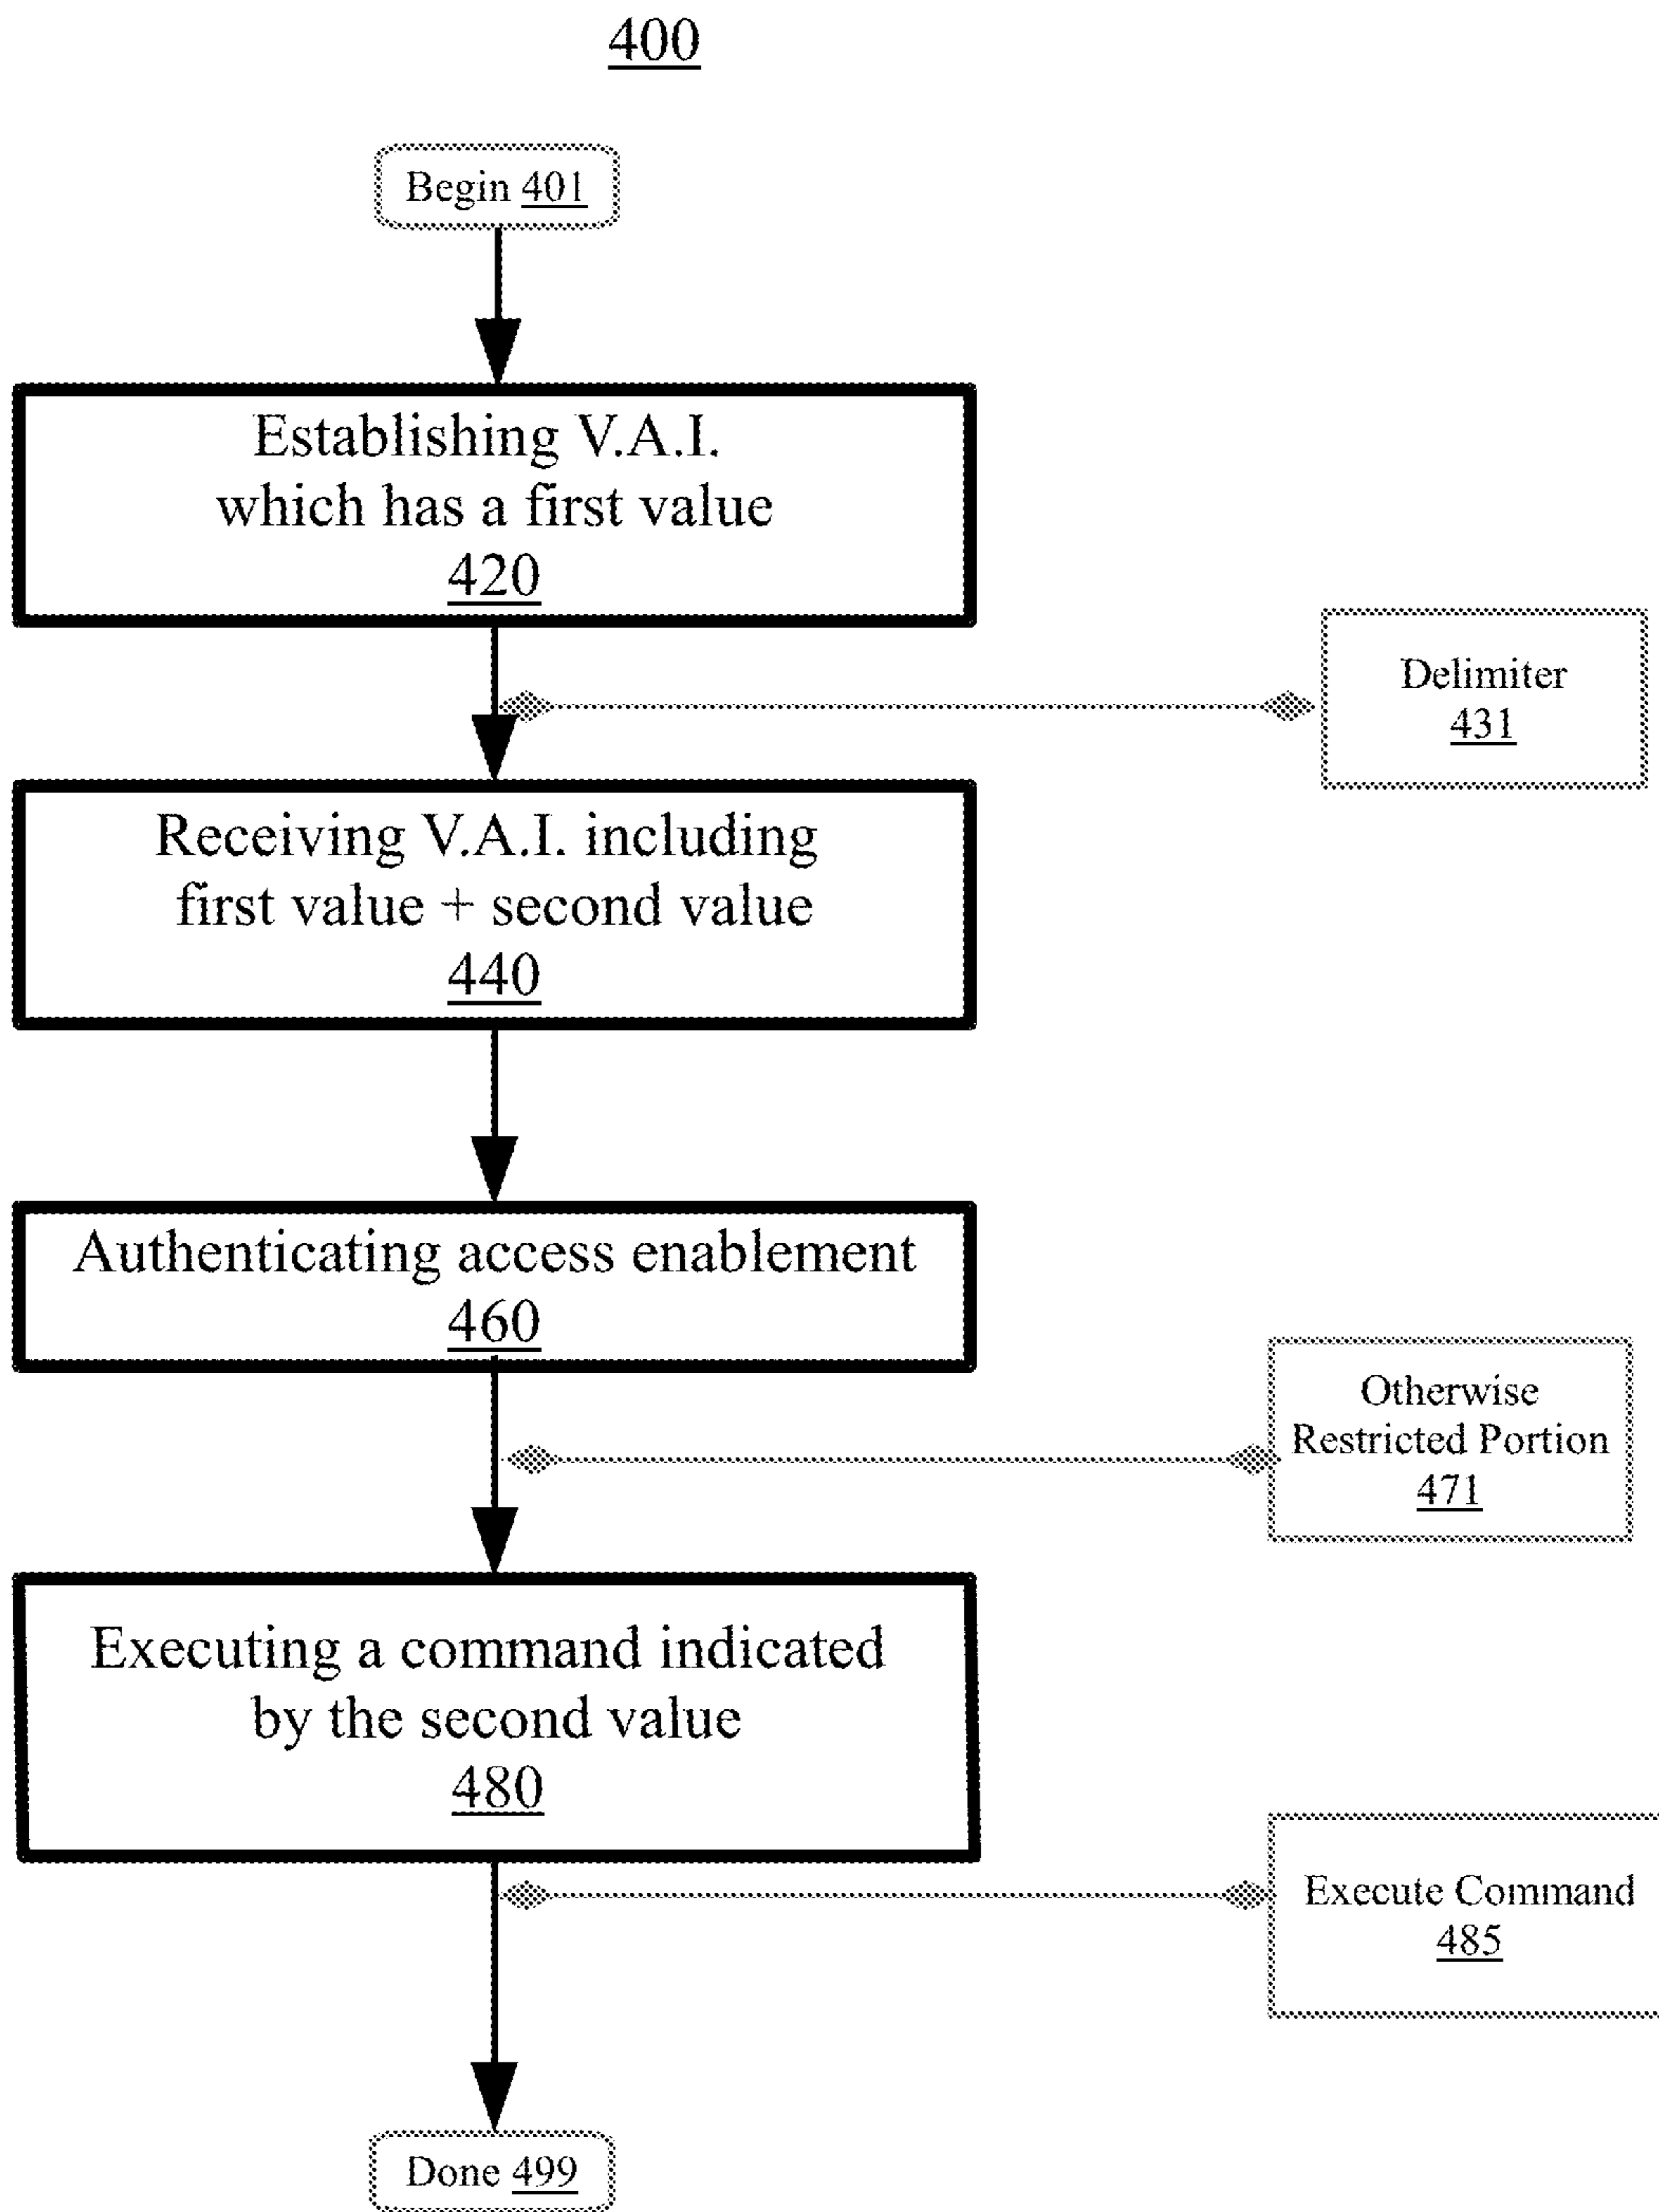 400
Begin 401
Establishing V.A.I.
which has a first value
420
Delimiter
431
Receiving V.A.I. including
first value + second value
440
Authenticating access enablement
460
Otherwise
Restricted Portion
471
Executing a command indicated
by the second value
480
Execute Command
485
Done 499